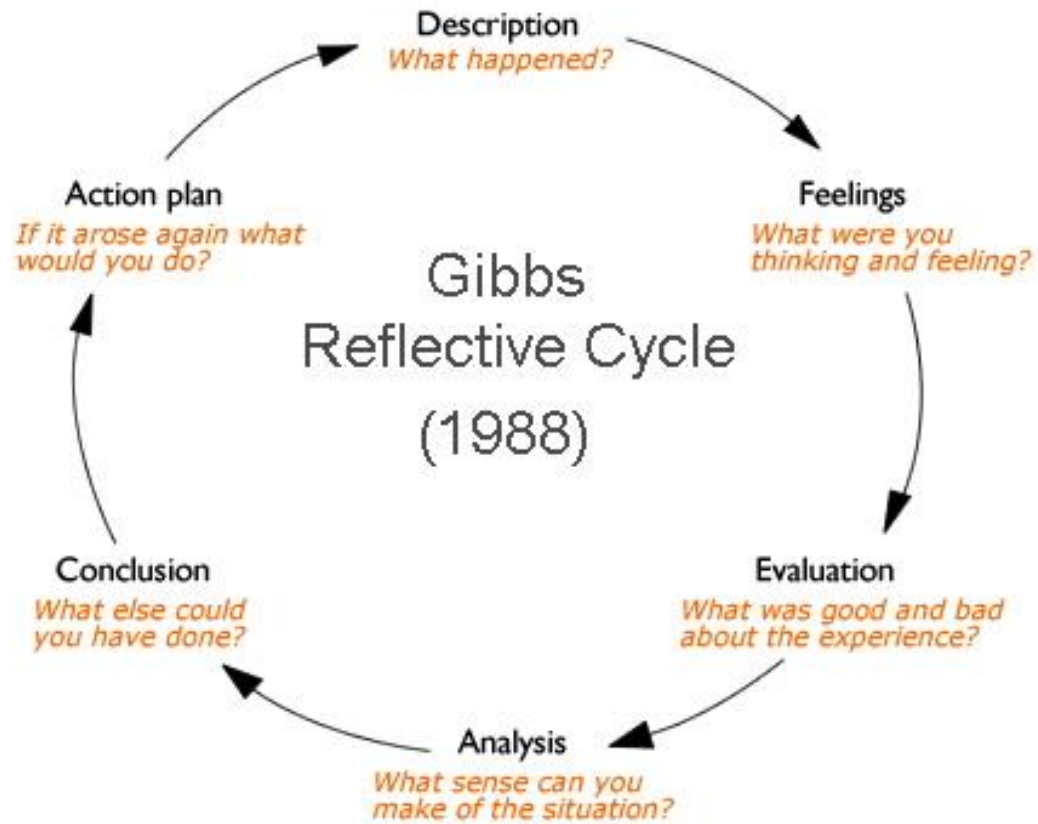 Description
What happened?
Feelings
What were you
thinking and feeling?
Evaluation
What was good and bad
about the experience?
Analysis
What sense can you
make of the situation?
Conclusion
What else could
you have done?
Action plan
If it arose again what
would you do?
Gibbs
Reflective Cycle
(1988)